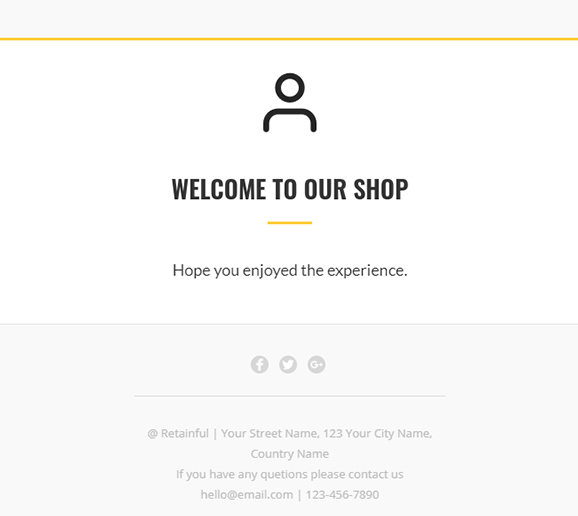 WELCOME TO OUR SHOP
Hope you enjoyed the experience.
@ Retainful | Your Street Name, 123 Your City Name,
Country Name
If you have any quetions please contact us
hello@email.com | 123-456-7890